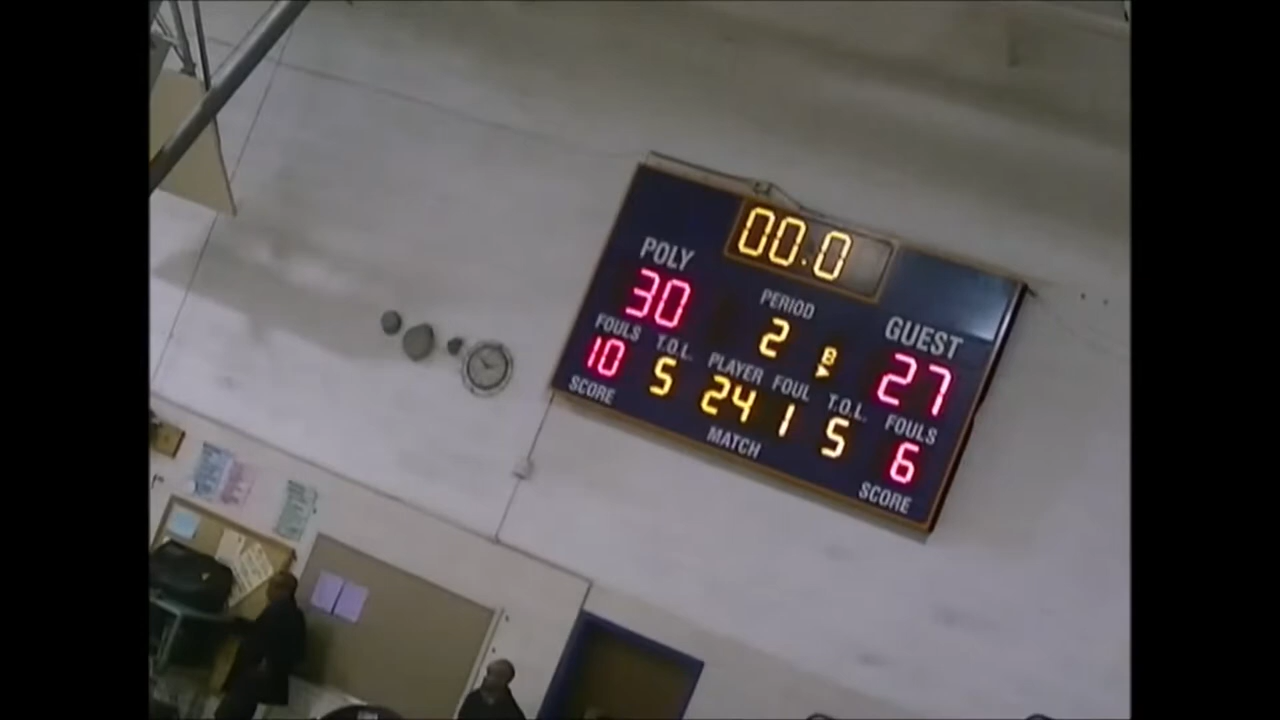 00.0
POLY
30
PERIOD
2
B
GUEST
27
FOULS
10
T.O.L.
5
PLAYER FOUL
24 1
T.O.L.
5
FOULS
6
SCORE
MATCH
SCORE